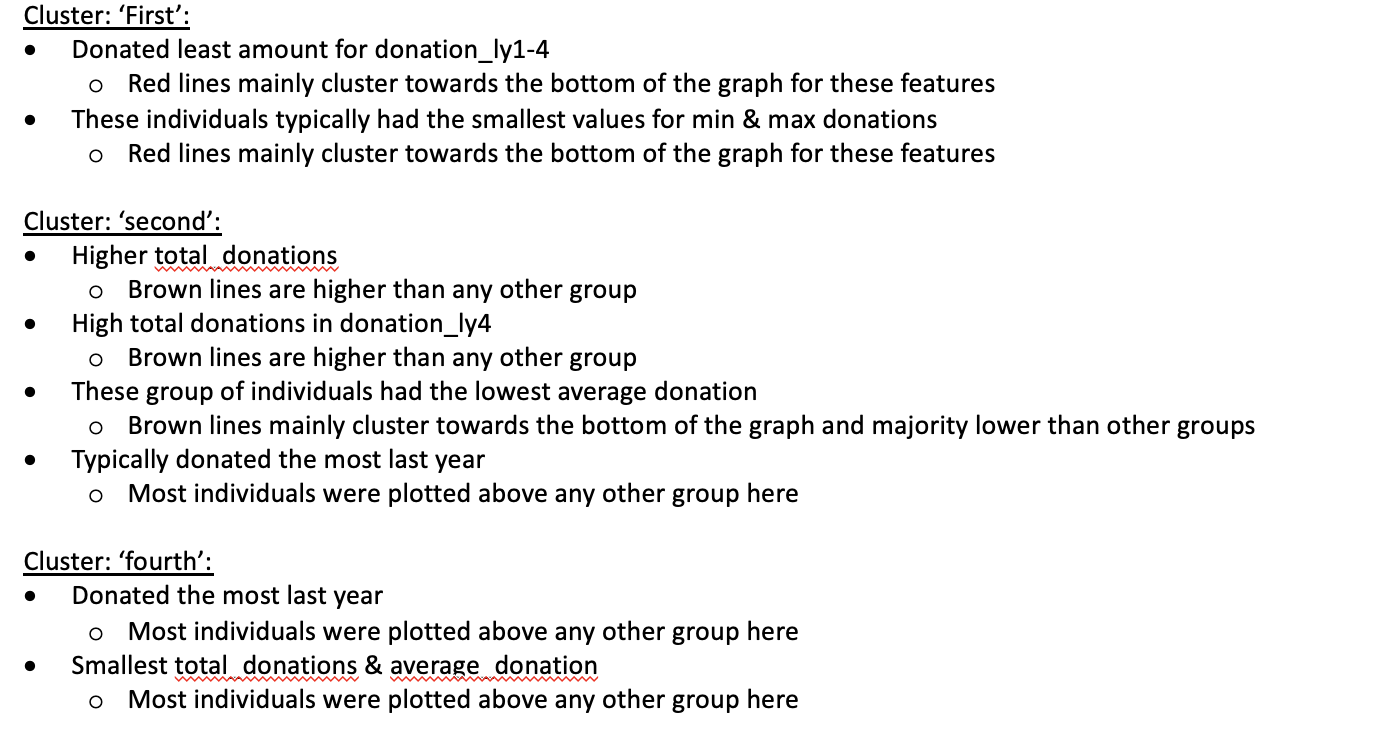 Cluster: ‘First’:
• Donated least amount for donation_ly1-4
o Red lines mainly cluster towards the bottom of the graph for these features
• These individuals typically had the smallest values for min & max donations
o Red lines mainly cluster towards the bottom of the graph for these features
Cluster: ‘second’:
• Higher total_donations
o Brown lines are higher than any other group
• High total donations in donation_ly4
o Brown lines are higher than any other group
• These group of individuals had the lowest average donation
o Brown lines mainly cluster towards the bottom of the graph and majority lower than other groups
• Typically donated the most last year
o Most individuals were plotted above any other group here
Cluster: ‘fourth’:
• Donated the most last year
o Most individuals were plotted above any other group here
• Smallest total_donations & average_donation
o Most individuals were plotted above any other group here